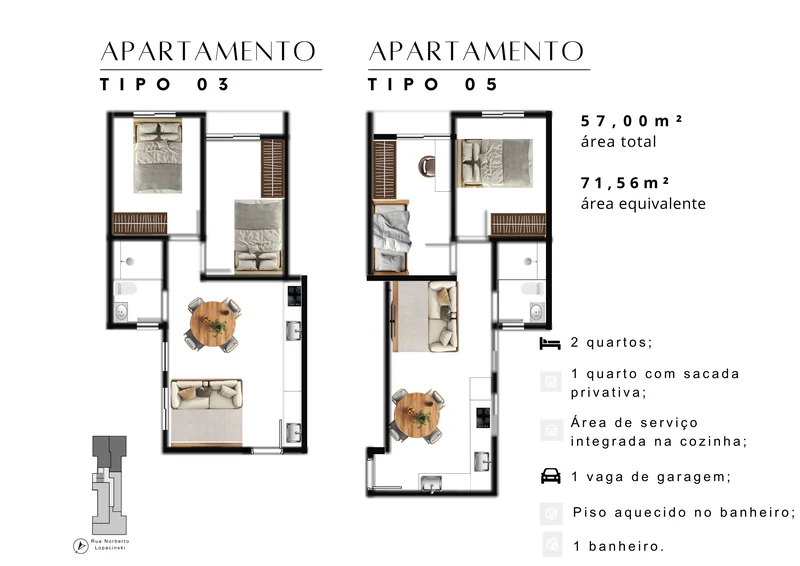 APARTAMENTO
TIPO 03
APARTAMENTO
TIPO 05
57,00m²
área total
71,56m²
área equivalente
2 quartos;
1 quarto com sacada
privativa;
Área de serviço
integrada na cozinha;
1 vaga de garagem;
Piso aquecido no banheiro;
1 banheiro.
Rua Norberto
Lopacinski